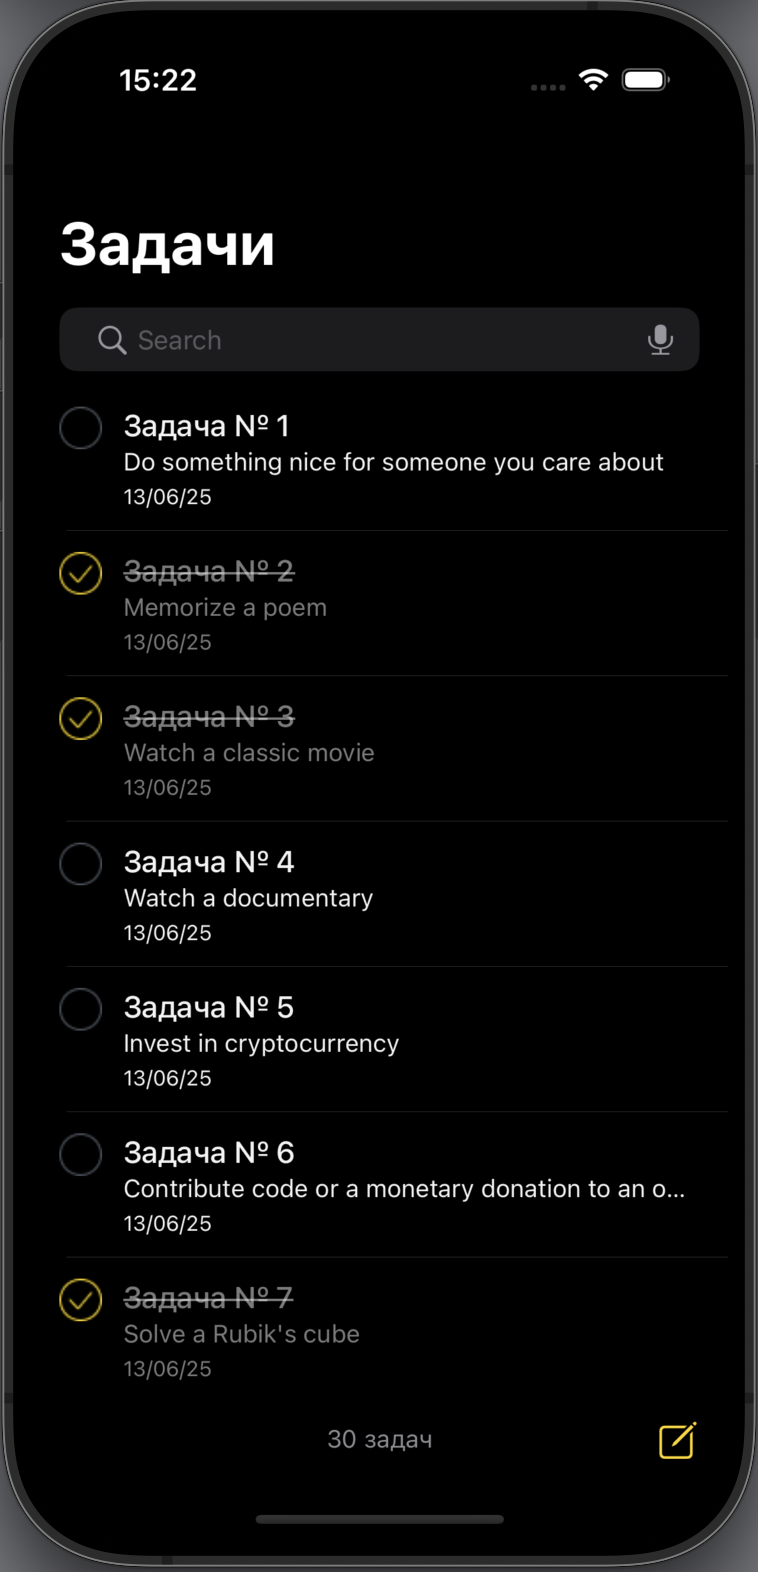 15:22
Задачи
Search
Задача № 1
Do something nice for someone you care about
13/06/25
Задача № 2
Memorize a poem
13/06/25
Задача № 3
Watch a classic movie
13/06/25
Задача № 4
Watch a documentary
13/06/25
Задача № 5
Invest in cryptocurrency
13/06/25
Задача № 6
Contribute code or a monetary donation to an o...
13/06/25
Задача № 7
Solve a Rubik's cube
13/06/25
30 задач